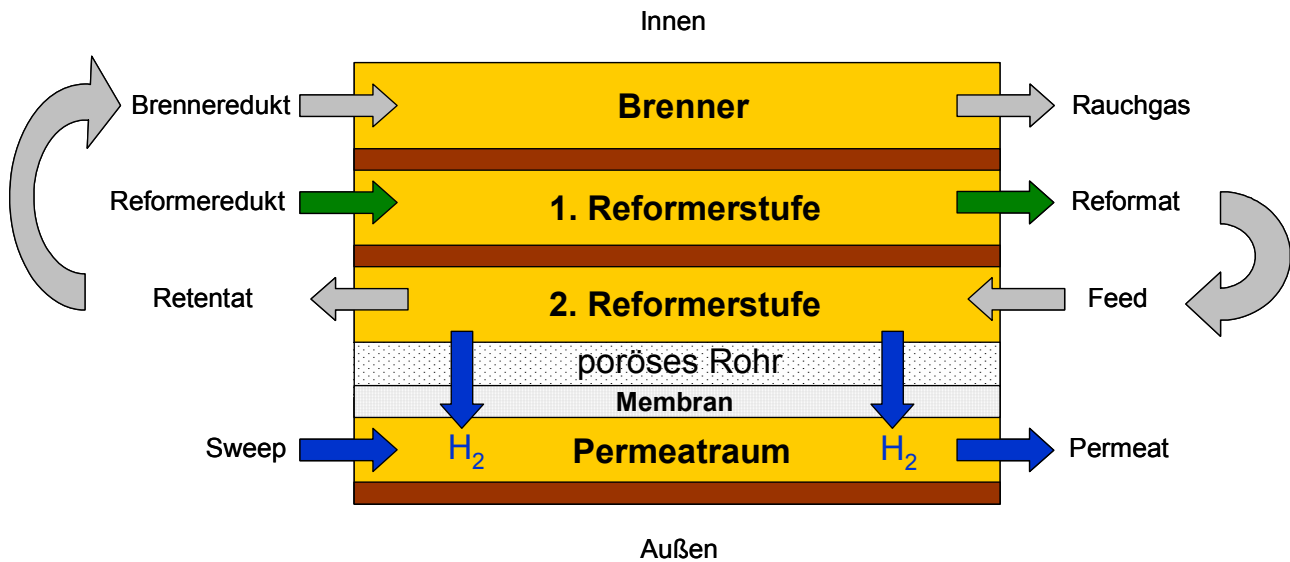 Innen
Brenneredukt
Brenner
Rauchgas
Reformeredukt
1. Reformerstufe
Reformat
Retentat
2. Reformerstufe
Feed
poröses Rohr
Membran
Sweep
H2
Permeatraum
H2
Permeat
Außen